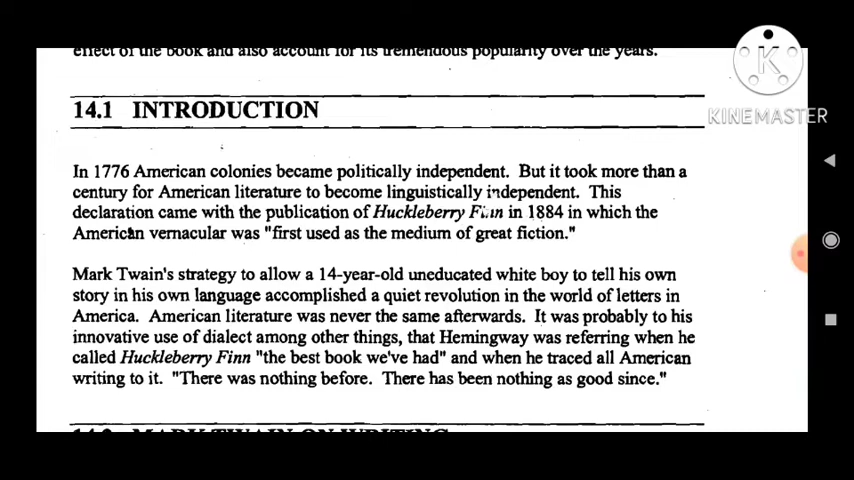 effect of the book and also account for its tremendous popularity over the years.
K
KINEMASTER
14.1 INTRODUCTION
In 1776 American colonies became politically independent. But it took more than a
century for American literature to become linguistically independent. This
declaration came with the publication of Huckleberry Finn in 1884 in which the
American vernacular was "first used as the medium of great fiction."
Mark Twain's strategy to allow a 14-year-old uneducated white boy to tell his own
story in his own language accomplished a quiet revolution in the world of letters in
America. American literature was never the same afterwards. It was probably to his
innovative use of dialect among other things, that Hemingway was referring when he
called Huckleberry Finn "the best book we've had" and when he traced all American
writing to it. "There was nothing before. There has been nothing as good since."
14.2 MARK TWAIN ON WRITING